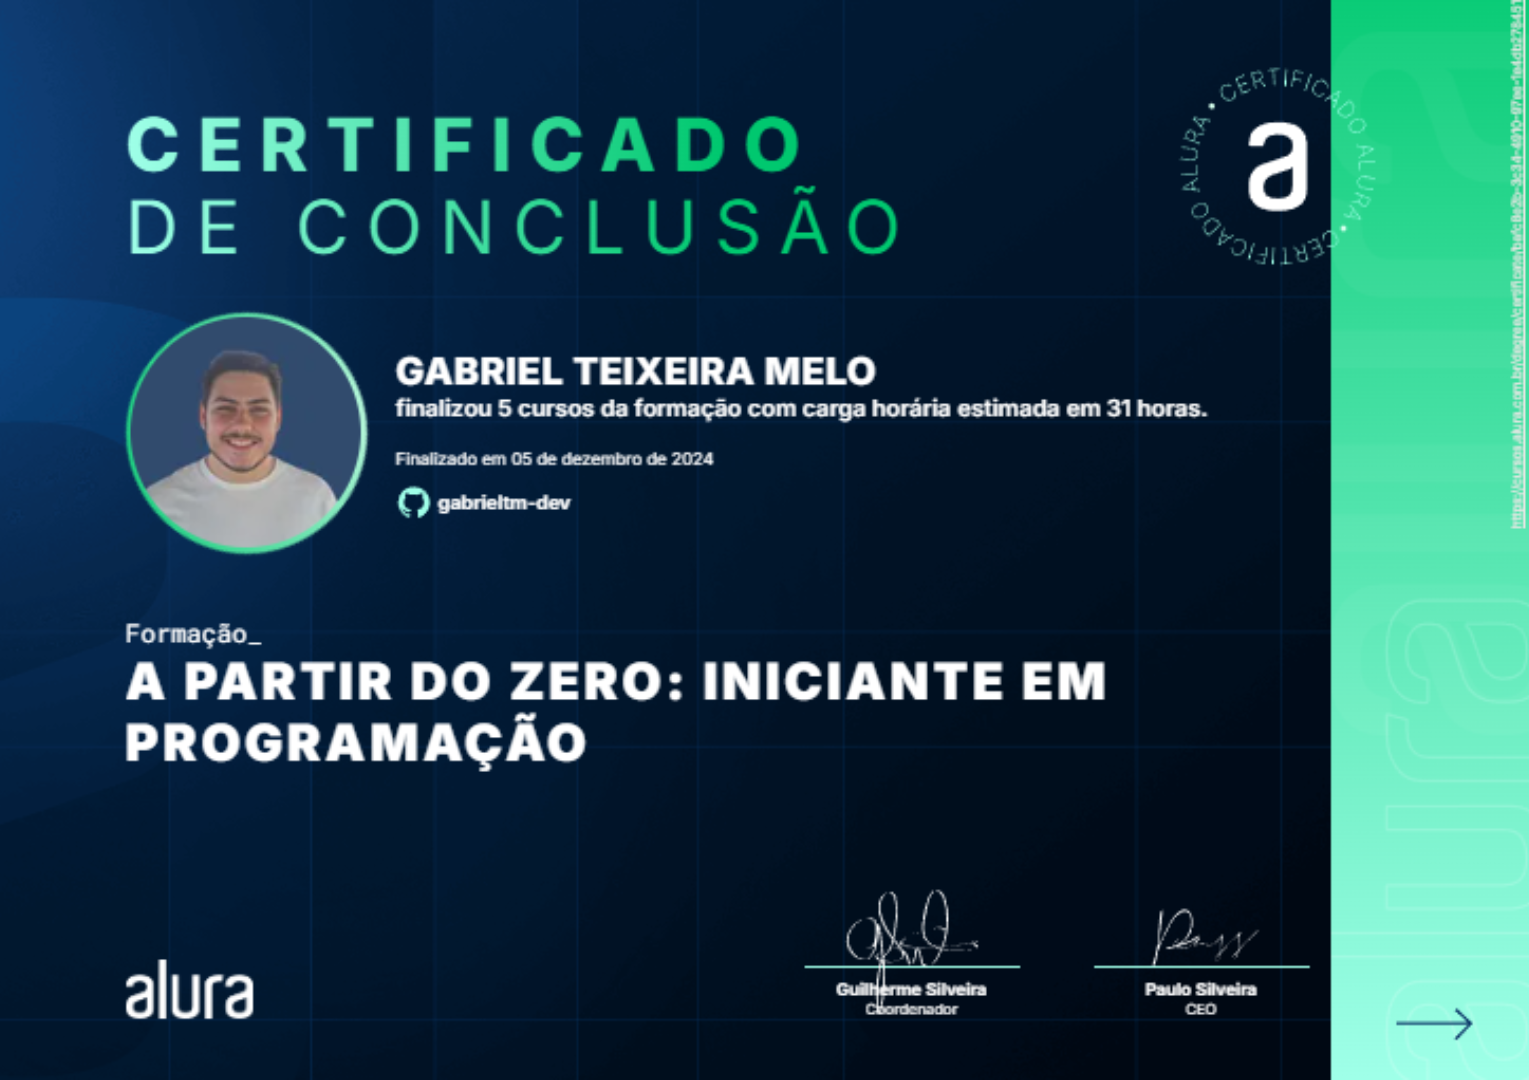 CERTIFICADO
DE CONCLUSÃO
CERTIFICADO ALURA • CERTIFICADO ALURA •
a
GABRIEL TEIXEIRA MELO
finalizou 5 cursos da formação com carga horária estimada em 31 horas.
Finalizado em 05 de dezembro de 2024
gabrieltm-dev
Formação_
A PARTIR DO ZERO: INICIANTE EM
PROGRAMAÇÃO
alura
Guilherme Silveira
Coordenador
Paulo Silveira
CEO
alura